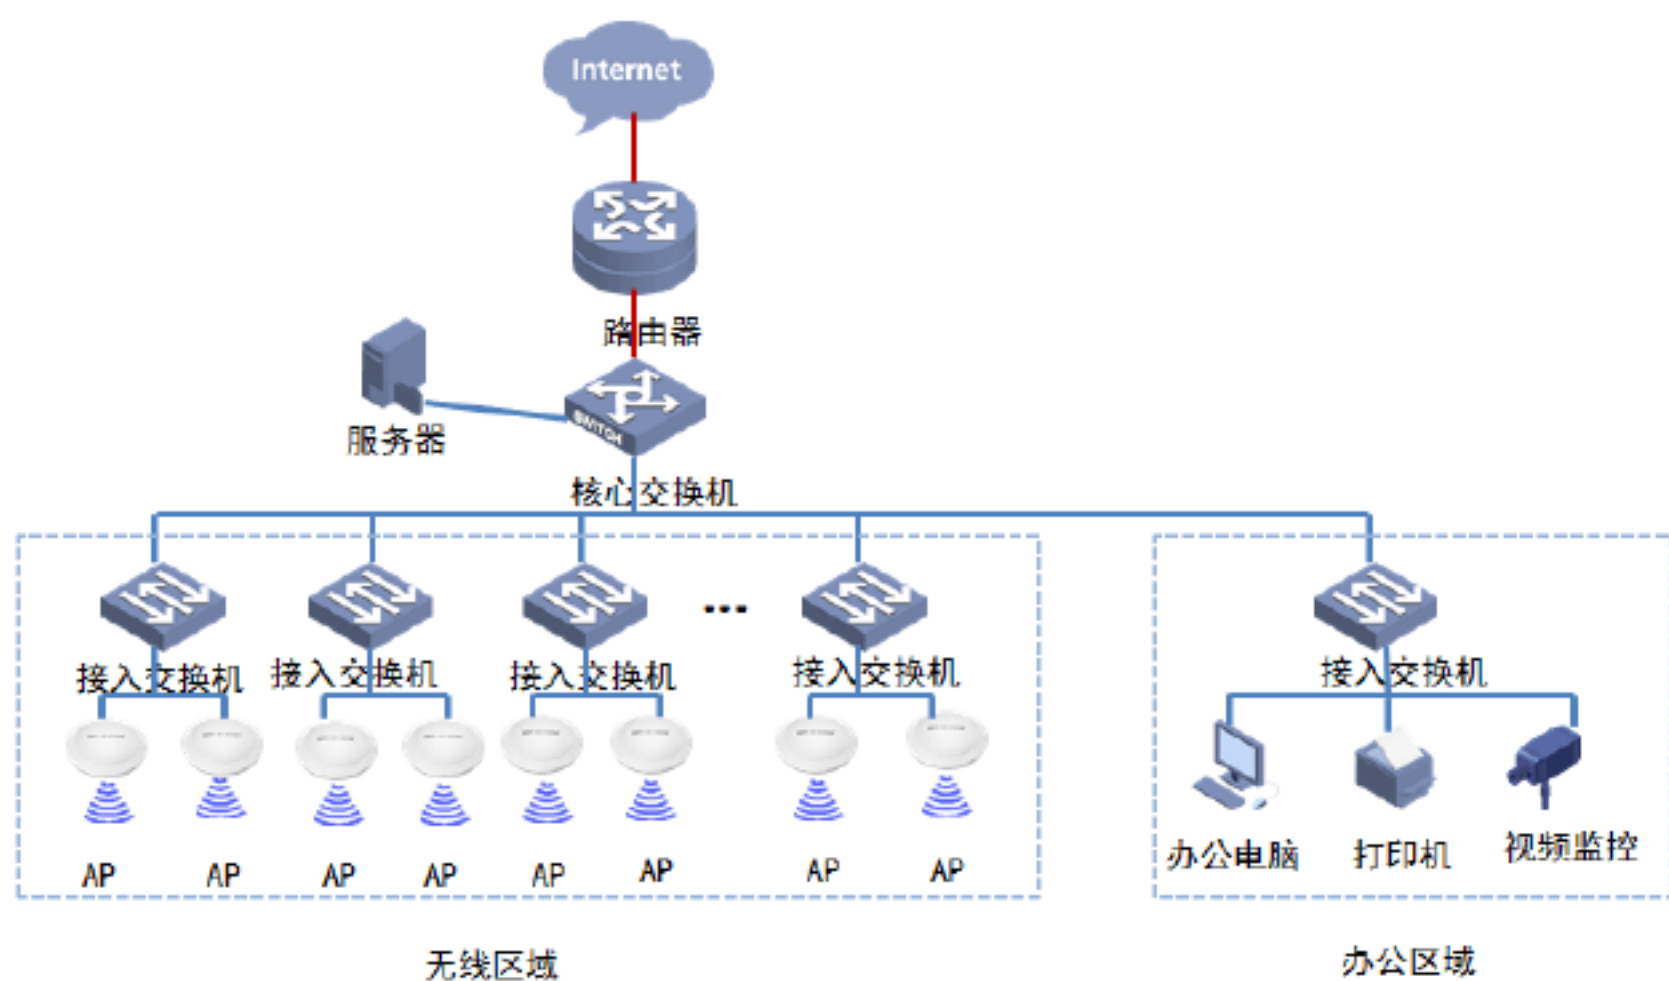 Internet
路由器
服务器
SWITCH
核心交换机
接入交换机 接入交换机 接入交换机 ... 接入交换机 接入交换机
办公电脑 打印机 视频监控
AP AP AP AP AP AP AP AP
无线区域 办公区域